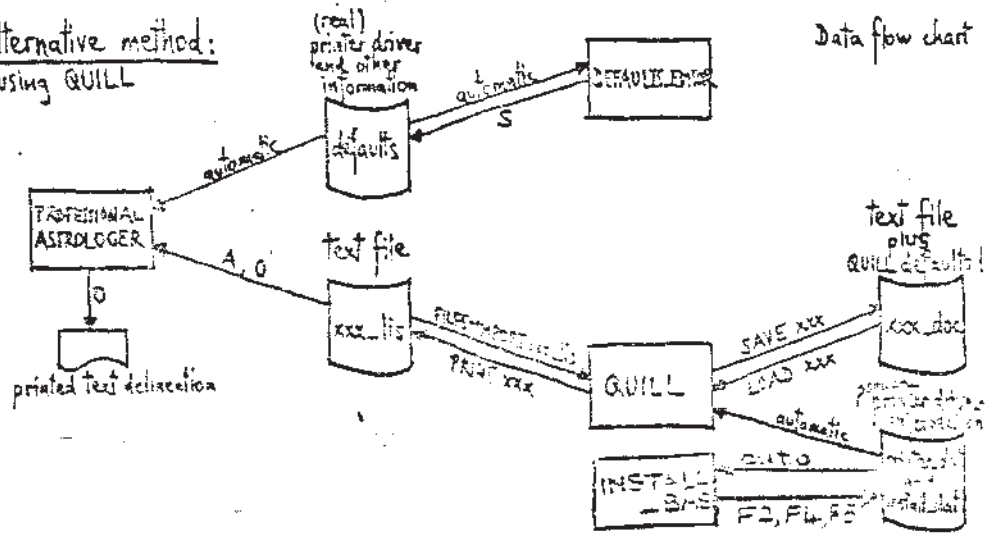 lternative method:
using QUILL
(real)
printer driver
and other
information
Data flow chart
automatic
S
defaults
automatic
PROFESSIONAL
ASTROLOGER
text file
A, O
O
xxx_lis
printed text delineation
PRINT xxx
QUILL
SAVE xxx
LOAD xxx
text file
plus
QUILL defaults!
xxx_doc
automatic
INSTALL
_BAS
auto
F2, F4, F5
and